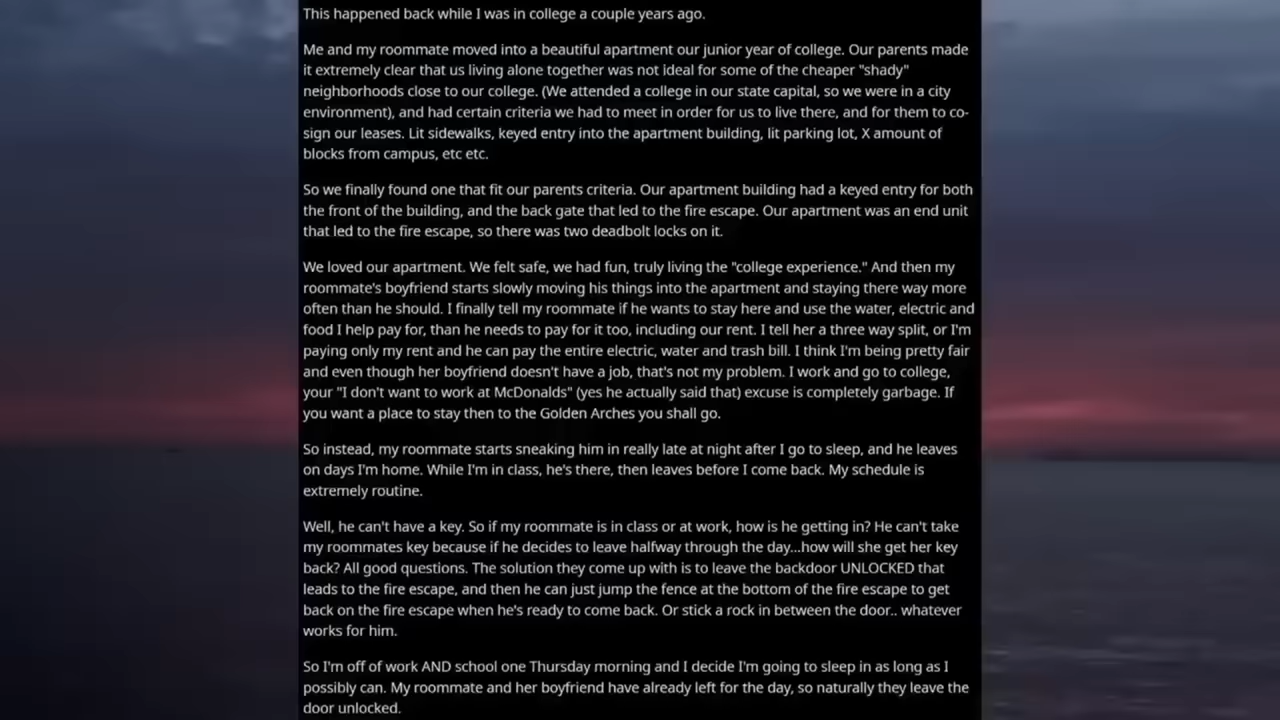 This happened back while I was in college a couple years ago.
Me and my roommate moved into a beautiful apartment our junior year of college. Our parents made
it extremely clear that us living alone together was not ideal for some of the cheaper "shady"
neighborhoods close to our college. (We attended a college in our state capital, so we were in a city
environment), and had certain criteria we had to meet in order for us to live there, and for them to co-
sign our leases. Lit sidewalks, keyed entry into the apartment building, lit parking lot, X amount of
blocks from campus, etc etc.
So we finally found one that fit our parents criteria. Our apartment building had a keyed entry for both
the front of the building, and the back gate that led to the fire escape. Our apartment was an end unit
that led to the fire escape, so there was two deadbolt locks on it.
We loved our apartment. We felt safe, we had fun, truly living the "college experience." And then my
roommate's boyfriend starts slowly moving his things into the apartment and staying there way more
often than he should. I finally tell my roommate if he wants to stay here and use the water, electric and
food I help pay for, than he needs to pay for it too, including our rent. I tell her a three way split, or I'm
paying only my rent and he can pay the entire electric, water and trash bill. I think I'm being pretty fair
and even though her boyfriend doesn't have a job, that's not my problem. I work and go to college,
your "I don't want to work at McDonalds" (yes he actually said that) excuse is completely garbage. If
you want a place to stay then to the Golden Arches you shall go.
So instead, my roommate starts sneaking him in really late at night after I go to sleep, and he leaves
on days I'm home. While I'm in class, he's there, then leaves before I come back. My schedule is
extremely routine.
Well, he can't have a key. So if my roommate is in class or at work, how is he getting in? He can't take
my roommates key because if he decides to leave halfway through the day...how will she get her key
back? All good questions. The solution they come up with is to leave the backdoor UNLOCKED that
leads to the fire escape, and then he can just jump the fence at the bottom of the fire escape to get
back on the fire escape when he's ready to come back. Or stick a rock in between the door.. whatever
works for him.
So I'm off of work AND school one Thursday morning and I decide I'm going to sleep in as long as I
possibly can. My roommate and her boyfriend have already left for the day, so naturally they leave the
door unlocked.